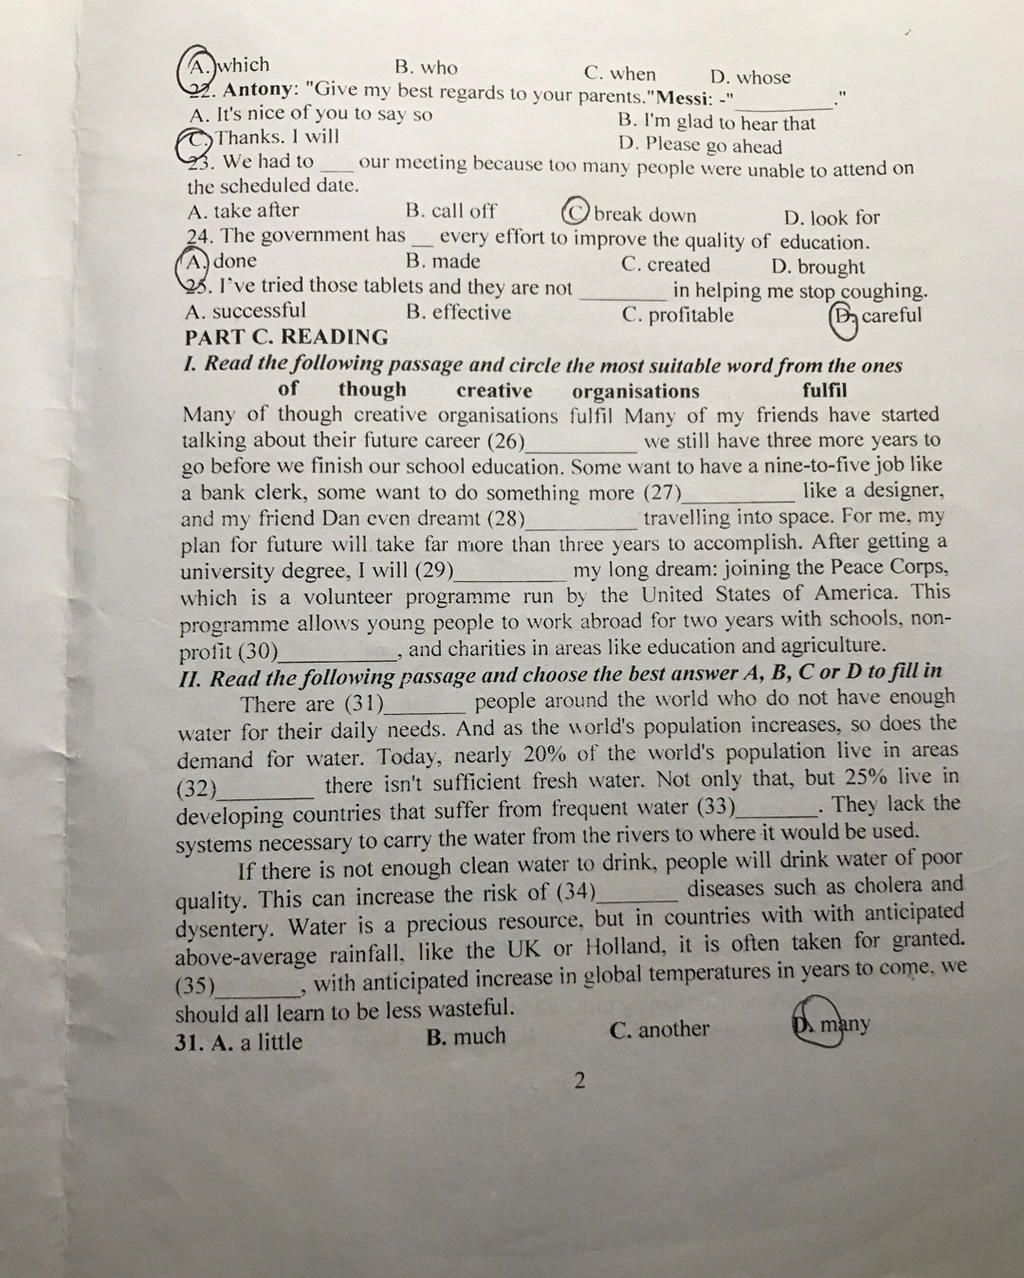 A. which B. who C. when D. whose
22. Antony: "Give my best regards to your parents."Messi: -"__________."
A. It's nice of you to say so B. I'm glad to hear that
C. Thanks. I will D. Please go ahead
23. We had to ___ our meeting because too many people were unable to attend on
the scheduled date.
A. take after B. call off C break down D. look for
24. The government has __ every effort to improve the quality of education.
A. done B. made C. created D. brought
25. I've tried those tablets and they are not ________ in helping me stop coughing.
A. successful B. effective C. profitable D. careful
PART C. READING
I. Read the following passage and circle the most suitable word from the ones
of though creative organisations fulfil
Many of though creative organisations fulfil Many of my friends have started
talking about their future career (26)__________ we still have three more years to
go before we finish our school education. Some want to have a nine-to-five job like
a bank clerk, some want to do something more (27)__________ like a designer,
and my friend Dan even dreamt (28)__________ travelling into space. For me, my
plan for future will take far more than three years to accomplish. After getting a
university degree, I will (29)__________ my long dream: joining the Peace Corps,
which is a volunteer programme run by the United States of America. This
programme allows young people to work abroad for two years with schools, non-
profit (30)___________, and charities in areas like education and agriculture.
II. Read the following passage and choose the best answer A, B, C or D to fill in
There are (31)_______ people around the world who do not have enough
water for their daily needs. And as the world's population increases, so does the
demand for water. Today, nearly 20% of the world's population live in areas
(32)_________ there isn't sufficient fresh water. Not only that, but 25% live in
developing countries that suffer from frequent water (33)_______. They lack the
systems necessary to carry the water from the rivers to where it would be used.
If there is not enough clean water to drink, people will drink water of poor
quality. This can increase the risk of (34)_______ diseases such as cholera and
dysentery. Water is a precious resource, but in countries with with anticipated
above-average rainfall, like the UK or Holland, it is often taken for granted.
(35)________, with anticipated increase in global temperatures in years to come, we
should all learn to be less wasteful.
31. A. a little B. much C. another D. many
2